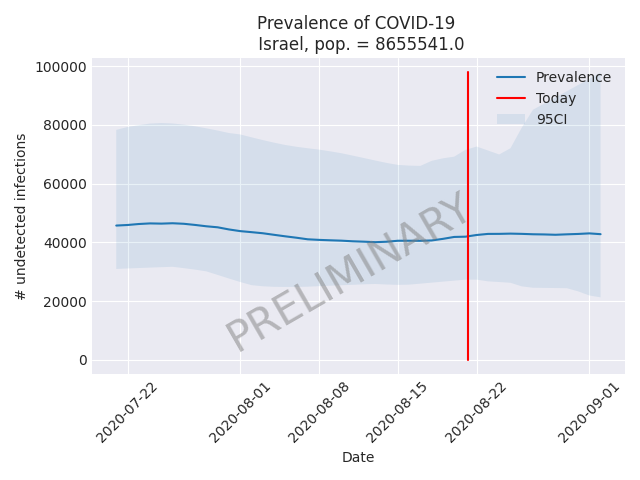 Prevalence of COVID-19
Israel, pop. = 8655541.0
100000
80000
60000
40000
20000
0
# undetected infections
Prevalence
Today
95CI
PRELIMINARY
2020-07-22
2020-08-01
2020-08-08
2020-08-15
2020-08-22
2020-09-01
Date